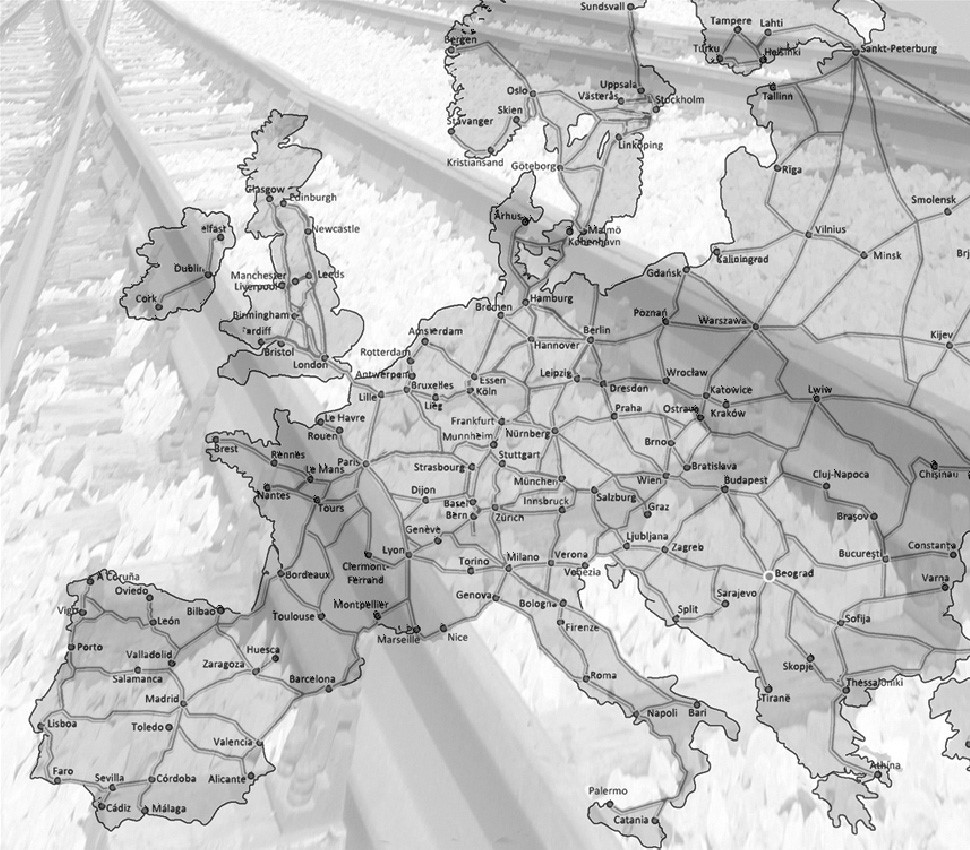 Sundsvall
Tampere
Lahti
Bergen
Turku
Helsinki
Sankt-Peterburg
Oslo
Uppsala
Västerås
Stockholm
Tallinn
Skien
Stavanger
Linköping
Kristiansand
Göteborg
Rīga
Glasgow
Edinburgh
Smolensk
Århus
elfast
Newcastle
Malmö
København
Vilnius
Minsk
Kaliningrad
Brj
Dublin
Manchester
Leeds
Liverpool
Gdańsk
Cork
Hamburg
Birmingham
Bremen
Poznań
Warszawa
ardiff
Amsterdam
Berlin
Kijev
Bristol
Rotterdam
Hannover
London
Antwerpen
Essen
Leipzig
Wrocław
Bruxelles
Köln
Dresden
Katowice
Lwiw
Lille
Lieg
Praha
Ostrava
Kraków
Le Havre
Frankfurt
Rouen
Munnheim
Nürnberg
Brno
Brest
Rennes
Stuttgart
Le Mans
Paris
Strasbourg
Bratislava
Wien
Cluj-Napoca
Chişinău
München
Budapest
Nantes
Dijon
Innsbruck
Salzburg
Tours
Basel
Bern
Zürich
Graz
Braşov
Genève
Ljubljana
Zagreb
Constanţa
Lyon
Milano
Verona
Bucureşti
Clermont-
Ferrand
Torino
Venezia
Beograd
Bordeaux
Varna
A Coruña
Oviedo
Genova
Bologna
Sarajevo
Vigo
Bilbao
Montpellier
Split
León
Toulouse
Firenze
Sofija
Marseille
Nice
Porto
Huesca
Valladolid
Zaragoza
Skopje
Salamanca
Barcelona
Roma
Thessaloniki
Madrid
Tiranë
Lisboa
Toledo
Napoli
Bari
Valencia
Faro
Sevilla
Córdoba
Alicante
Athína
Palermo
Cádiz
Málaga
Catania